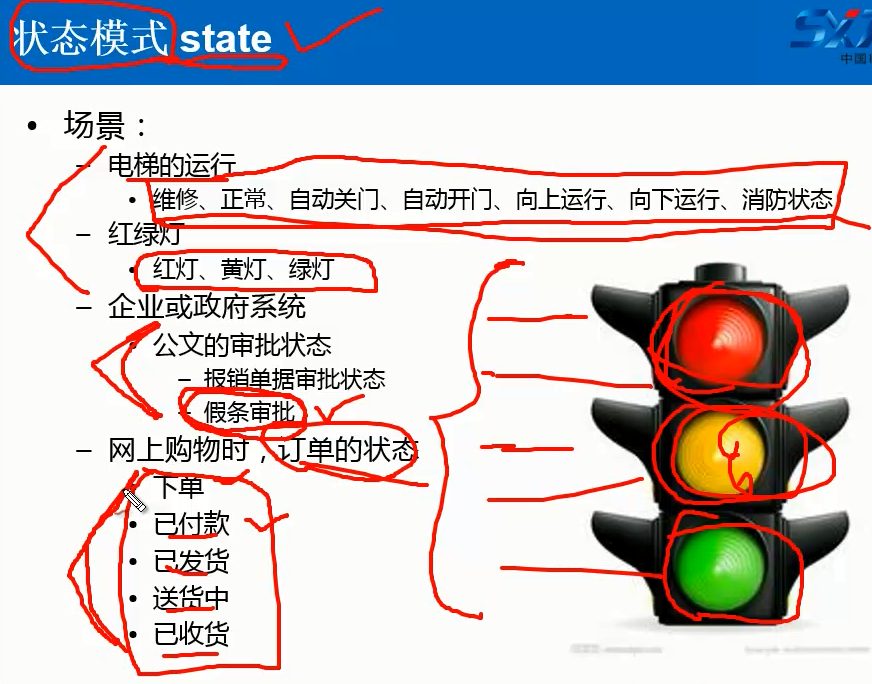 状态模式 state
• 场景：
– 电梯的运行
• 维修、正常、自动关门、自动开门、向上运行、向下运行、消防状态
– 红绿灯
• 红灯、黄灯、绿灯
– 企业或政府系统
• 公文的审批状态
– 报销单据审批状态
– 假条审批
– 网上购物时，订单的状态
• 下单
• 已付款
• 已发货
• 送货中
• 已收货